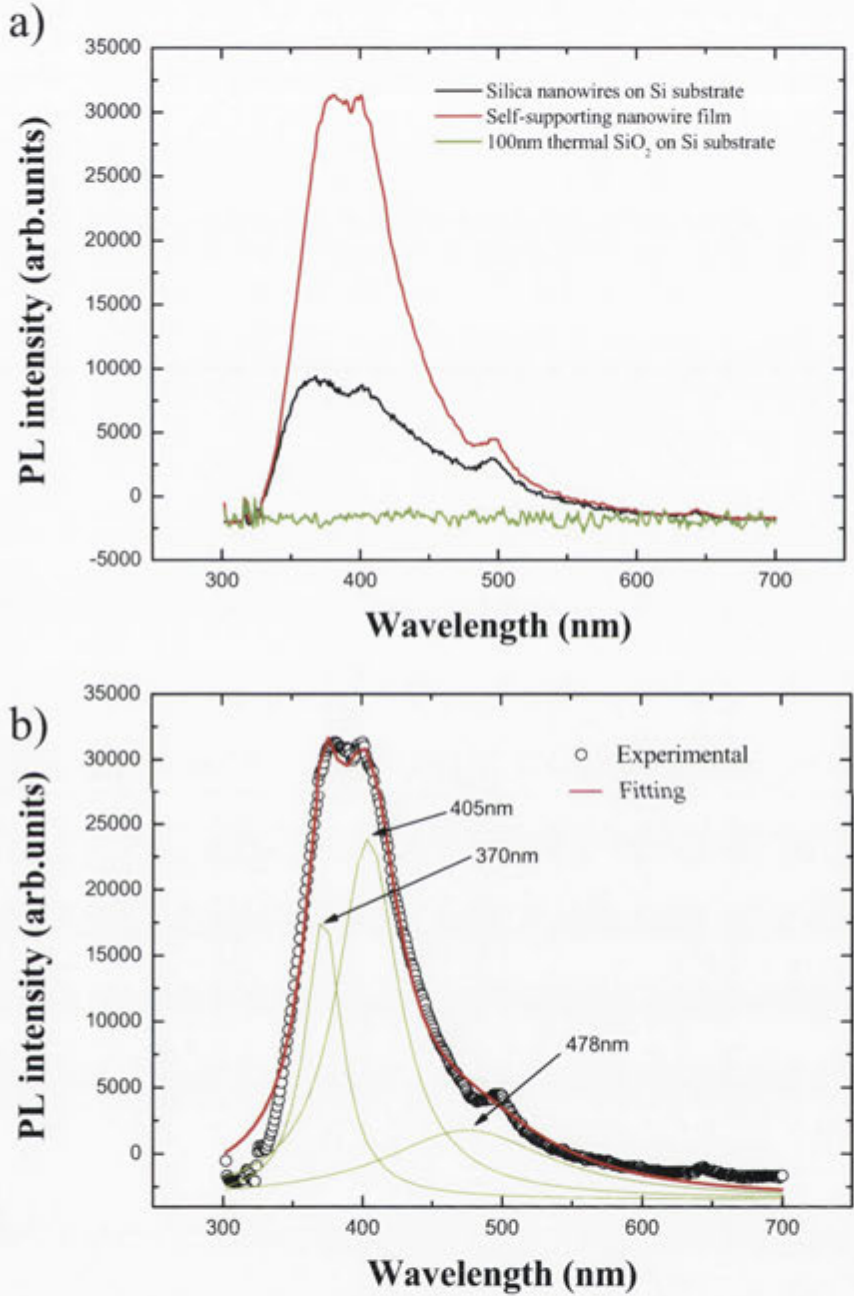 a)
35000
30000
25000
20000
15000
10000
5000
0
-5000
PL intensity (arb.units)
Silica nanowires on Si substrate
Self-supporting nanowire film
100nm thermal SiO₂ on Si substrate
300 400 500 600 700
Wavelength (nm)
b)
35000
30000
25000
20000
15000
10000
5000
0
PL intensity (arb.units)
Experimental
Fitting
405nm
370nm
478nm
300 400 500 600 700
Wavelength (nm)